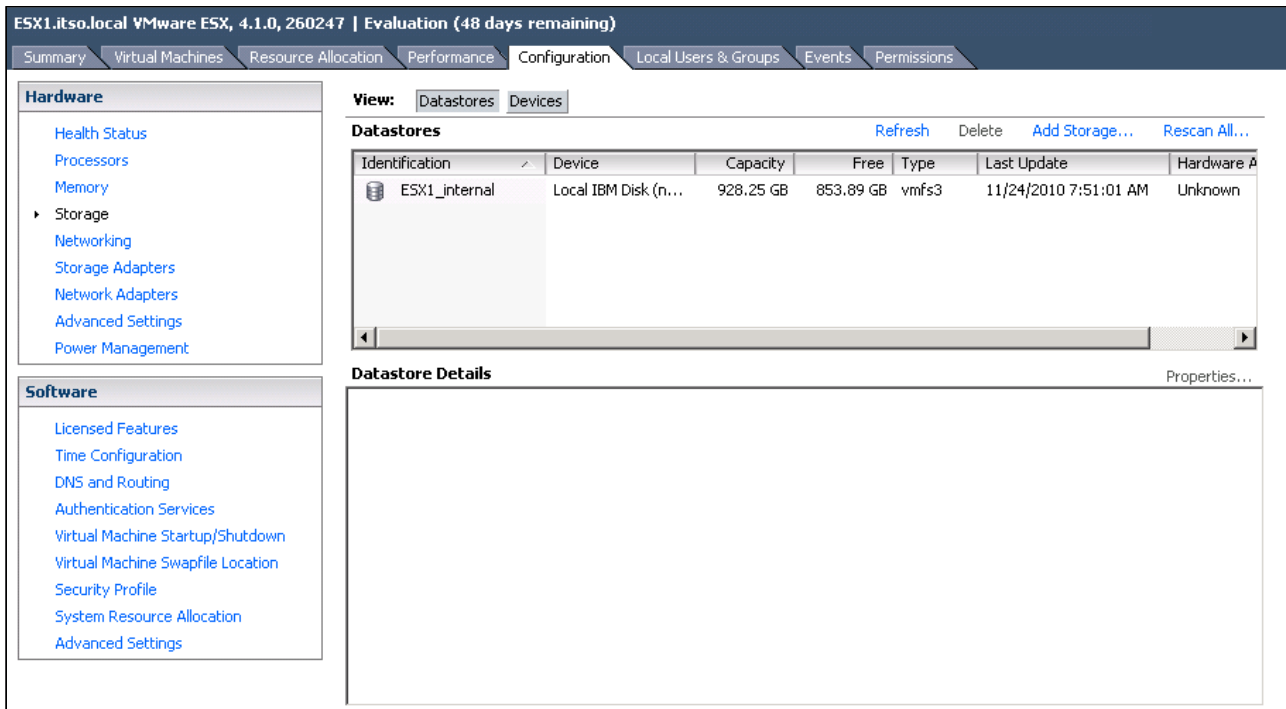 ESX1.itso.local VMware ESX, 4.1.0, 260247 | Evaluation (48 days remaining)
Summary Virtual Machines Resource Allocation Performance Configuration Local Users & Groups Events Permissions
Hardware
Health Status
Processors
Memory
Storage
Networking
Storage Adapters
Network Adapters
Advanced Settings
Power Management
Software
Licensed Features
Time Configuration
DNS and Routing
Authentication Services
Virtual Machine Startup/Shutdown
Virtual Machine Swapfile Location
Security Profile
System Resource Allocation
Advanced Settings
View: Datastores Devices
Datastores Refresh Delete Add Storage... Rescan All...
Identification Device Capacity Free Type Last Update Hardware A
ESX1_internal Local IBM Disk (n... 928.25 GB 853.89 GB vmfs3 11/24/2010 7:51:01 AM Unknown
Datastore Details Properties...